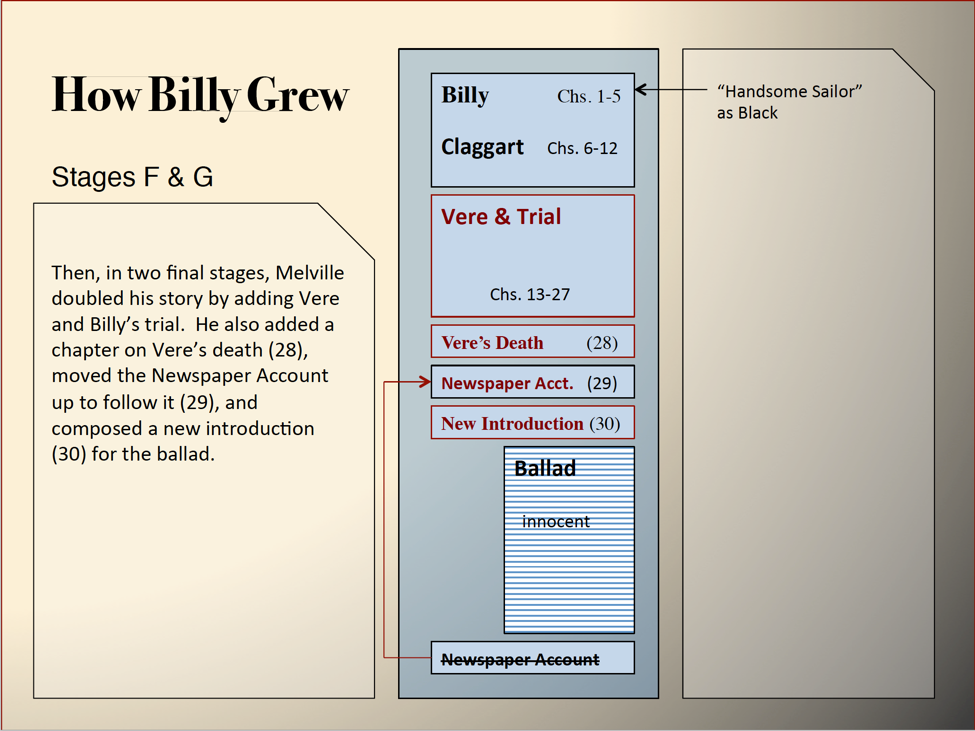 How Billy Grew
Stages F & G
Then, in two final stages, Melville
doubled his story by adding Vere
and Billy’s trial.  He also added a
chapter on Vere’s death (28),
moved the Newspaper Account
up to follow it (29), and
composed a new introduction
(30) for the ballad.
Billy Chs. 1-5
Claggart Chs. 6-12
Vere & Trial
Chs. 13-27
Vere’s Death (28)
Newspaper Acct. (29)
New Introduction (30)
Ballad
innocent
Newspaper Account
“Handsome Sailor”
as Black